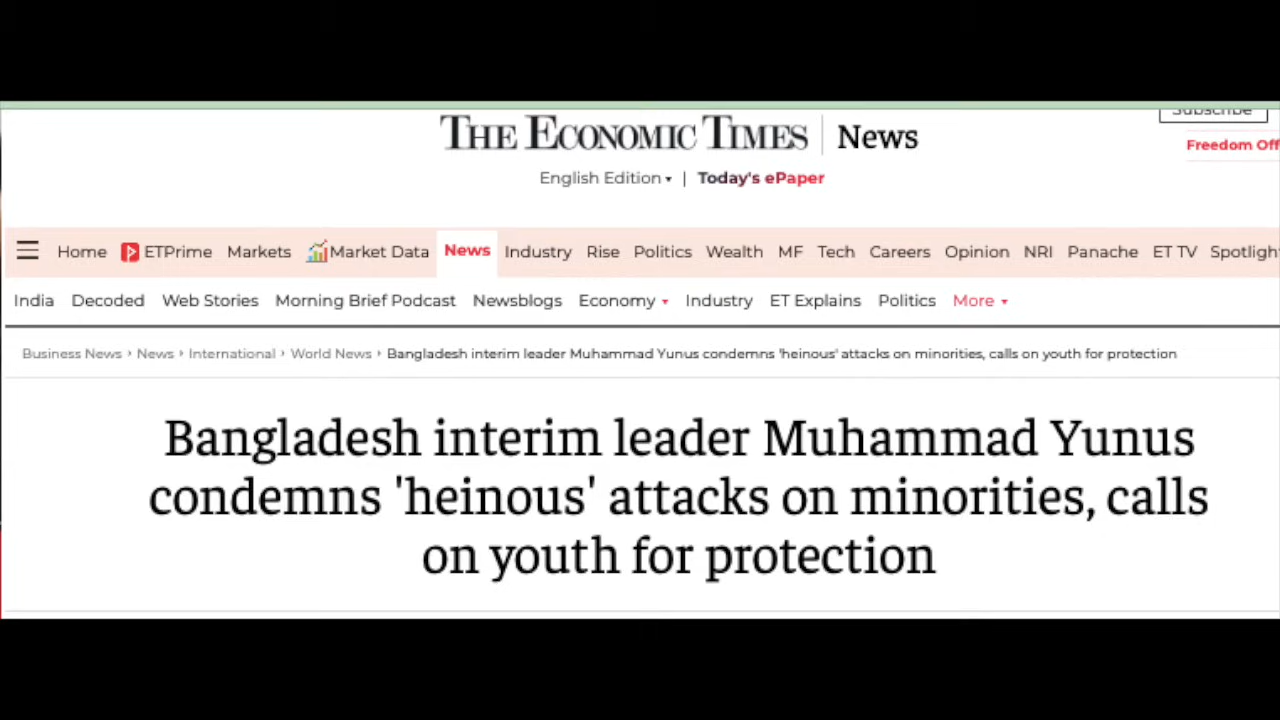 Subscribe
THE ECONOMIC TIMES | News
Freedom Off
English Edition ▾ | Today's ePaper
Home ETPrime Markets Market Data News Industry Rise Politics Wealth MF Tech Careers Opinion NRI Panache ET TV Spotligh
India Decoded Web Stories Morning Brief Podcast Newsblogs Economy ▾ Industry ET Explains Politics More ▾
Business News › News › International › World News › Bangladesh interim leader Muhammad Yunus condemns 'heinous' attacks on minorities, calls on youth for protection
Bangladesh interim leader Muhammad Yunus
condemns 'heinous' attacks on minorities, calls
on youth for protection